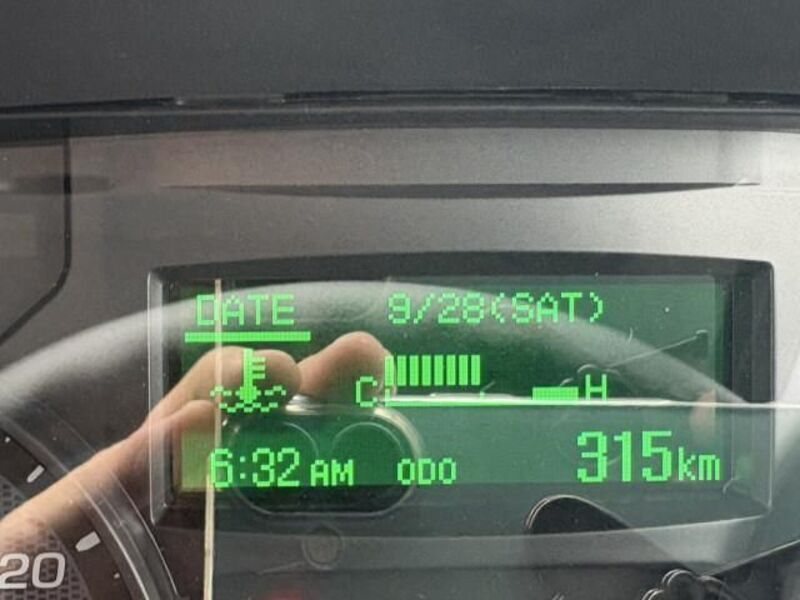 DATE 9/28(SAT)
C H
6:32 AM ODO 315km
20